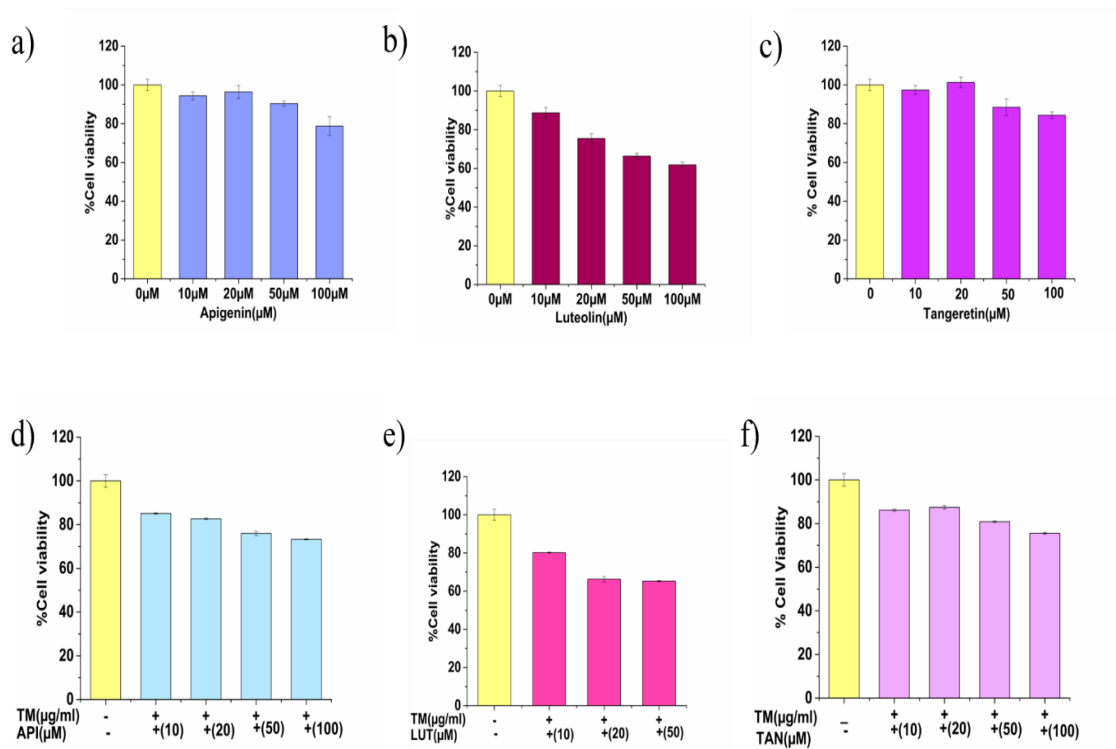 a)
120
100
80
60
40
20
0
%Cell viability
0µM 10µM 20µM 50µM 100µM
Apigenin(µM)
b)
120
100
80
60
40
20
0
%Cell viability
0µM 10µM 20µM 50µM 100µM
Luteolin(µM)
c)
120
100
80
60
40
20
0
% Cell Viability
0 10 20 50 100
Tangeretin(µM)
d)
120
100
80
60
40
20
0
%Cell viability
TM(µg/ml) - + + + +
API(µM) - +(10) +(20) +(50) +(100)
e)
120
100
80
60
40
20
0
%Cell viability
TM(µg/ml) - + + +
LUT(µM) - +(10) +(20) +(50)
f)
120
100
80
60
40
20
0
% Cell Viability
TM(µg/ml) – + + + +
TAN(µM) - +(10) +(20) +(50) +(100)